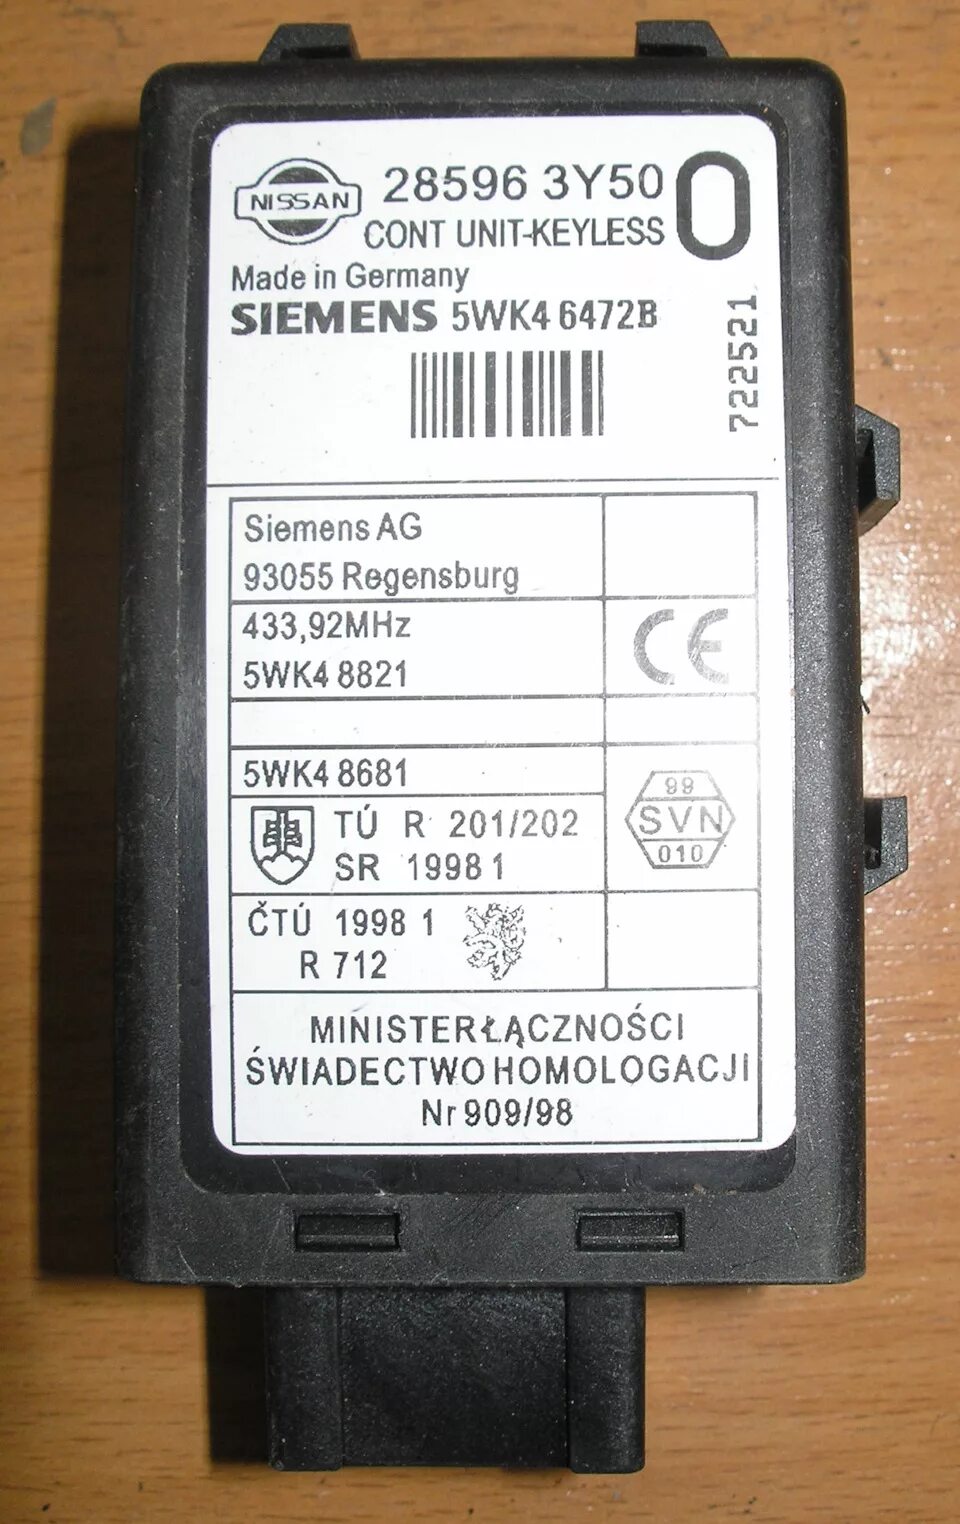 NISSAN
28596 3Y50 0
CONT UNIT-KEYLESS
Made in Germany
SIEMENS 5WK4 6472B
722521
Siemens AG
93055 Regensburg
433,92MHz
5WK4 8821
CE
5WK4 8681
TÚ R 201/202
SR 1998 1
99
SVN
010
ČTÚ 1998 1
R 712
MINISTER ŁĄCZNOŚCI
ŚWIADECTWO HOMOLOGACJI
Nr 909/98